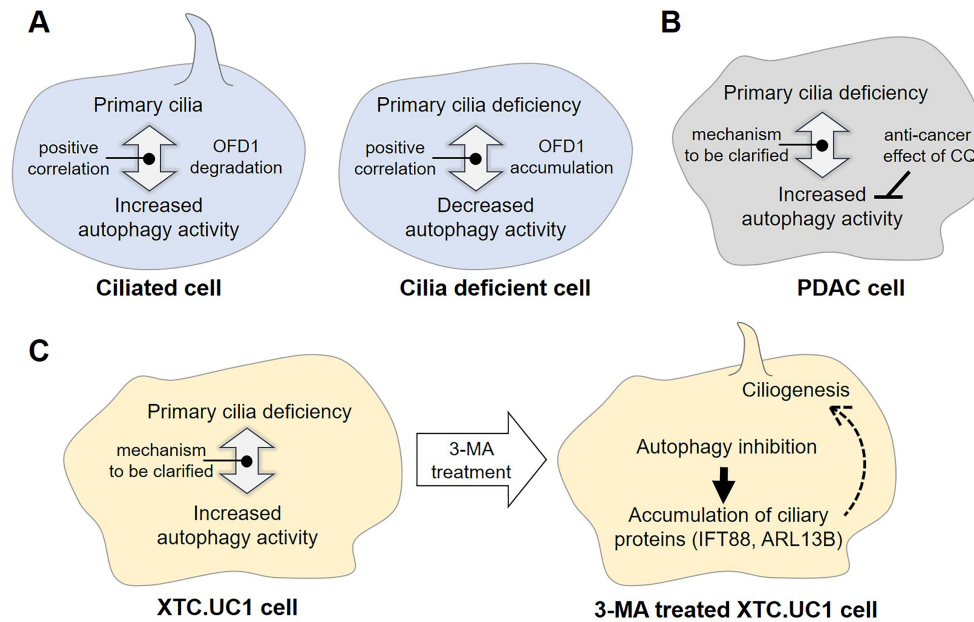 A
Primary cilia
positive
correlation
OFD1
degradation
Increased
autophagy activity
Ciliated cell
Primary cilia deficiency
positive
correlation
OFD1
accumulation
Decreased
autophagy activity
Cilia deficient cell
B
Primary cilia deficiency
mechanism
to be clarified
anti-cancer
effect of CQ
Increased
autophagy activity
PDAC cell
C
Primary cilia deficiency
mechanism
to be clarified
Increased
autophagy activity
XTC.UC1 cell
3-MA
treatment
Ciliogenesis
Autophagy inhibition
Accumulation of ciliary
proteins (IFT88, ARL13B)
3-MA treated XTC.UC1 cell